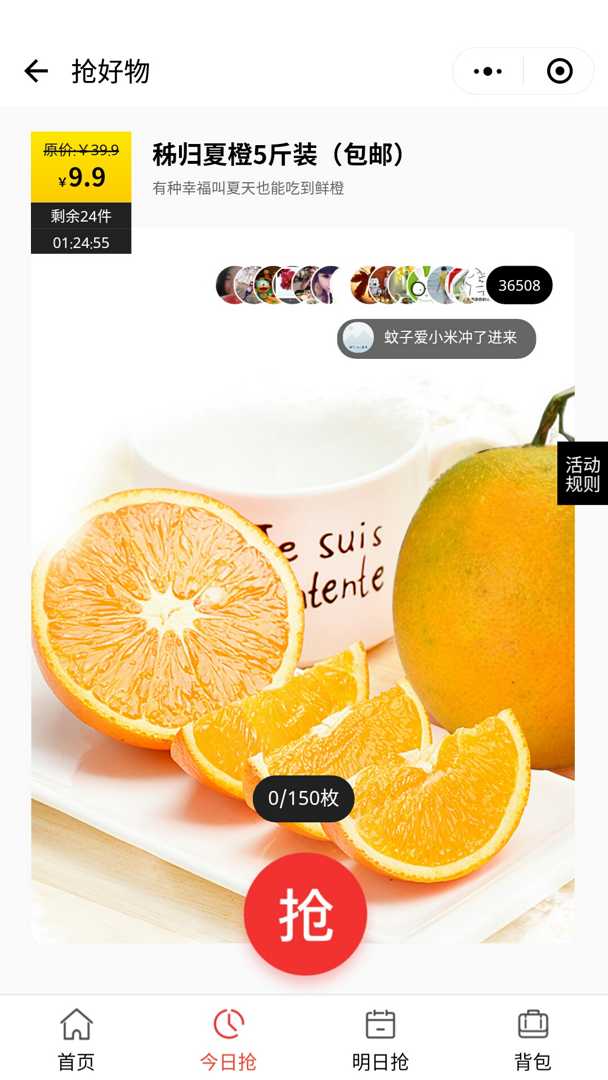 抢好物
原价:￥39.9
¥9.9
剩余24件
01:24:55
秭归夏橙5斤装（包邮）
有种幸福叫夏天也能吃到鲜橙
36508
蚊子爱小米冲了进来
活动
规则
Je suis
ntente
0/150枚
抢
首页
今日抢
明日抢
背包